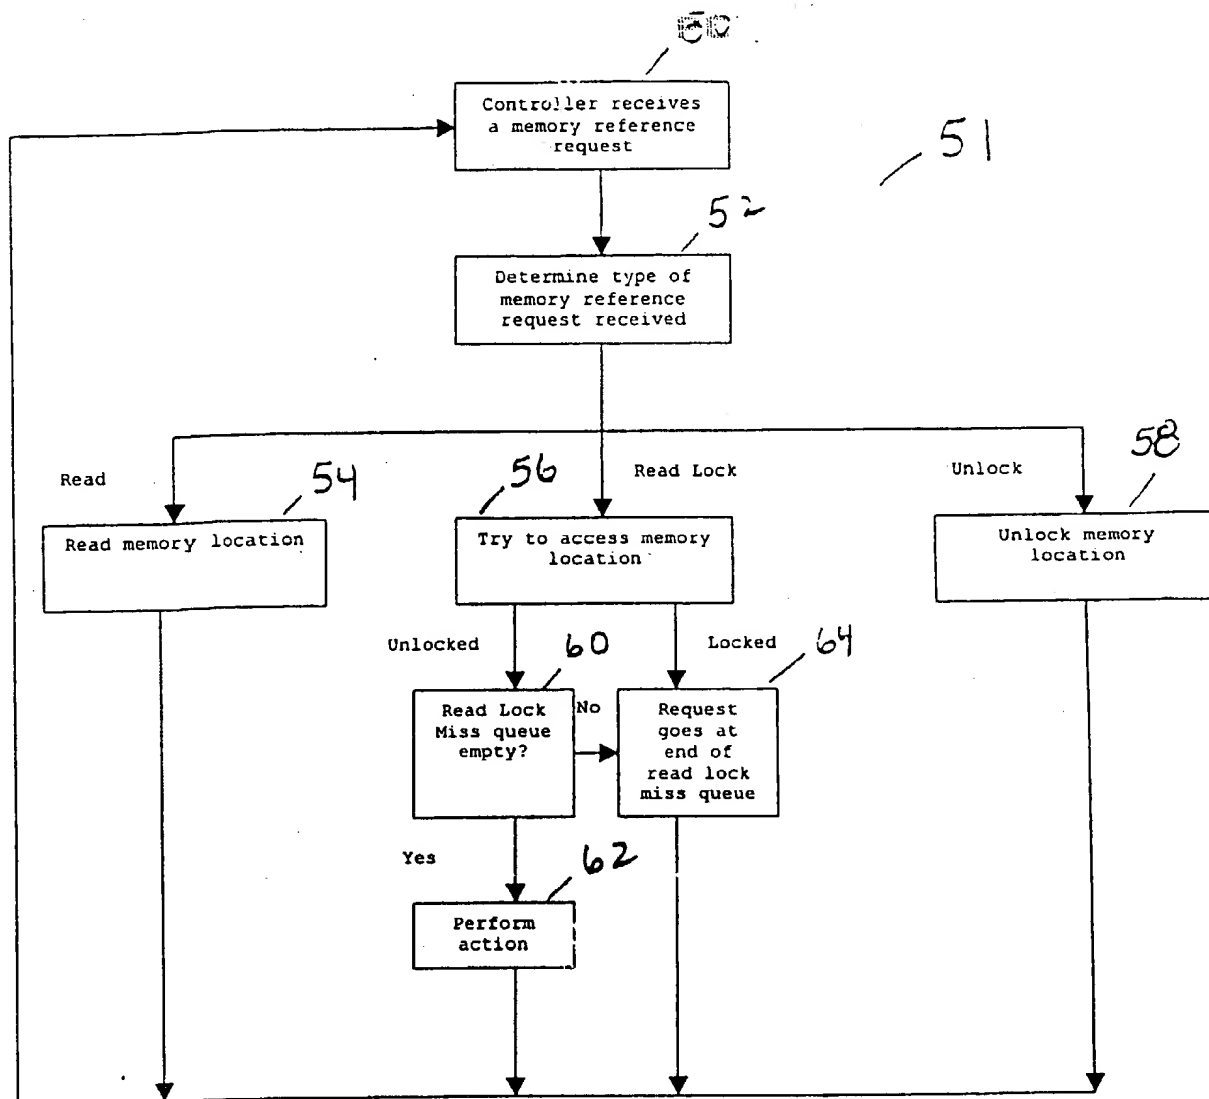 Controller receives
a memory reference
request
51
52
Determine type of
memory reference
request received
Read
54
56
Read Lock
Unlock
58
Read memory location
Try to access memory
location
Unlock memory
location
Unlocked
60
Locked
64
Read Lock
Miss queue
empty?
No
Request
goes at
end of
read lock
miss queue
Yes
62
Perform
action